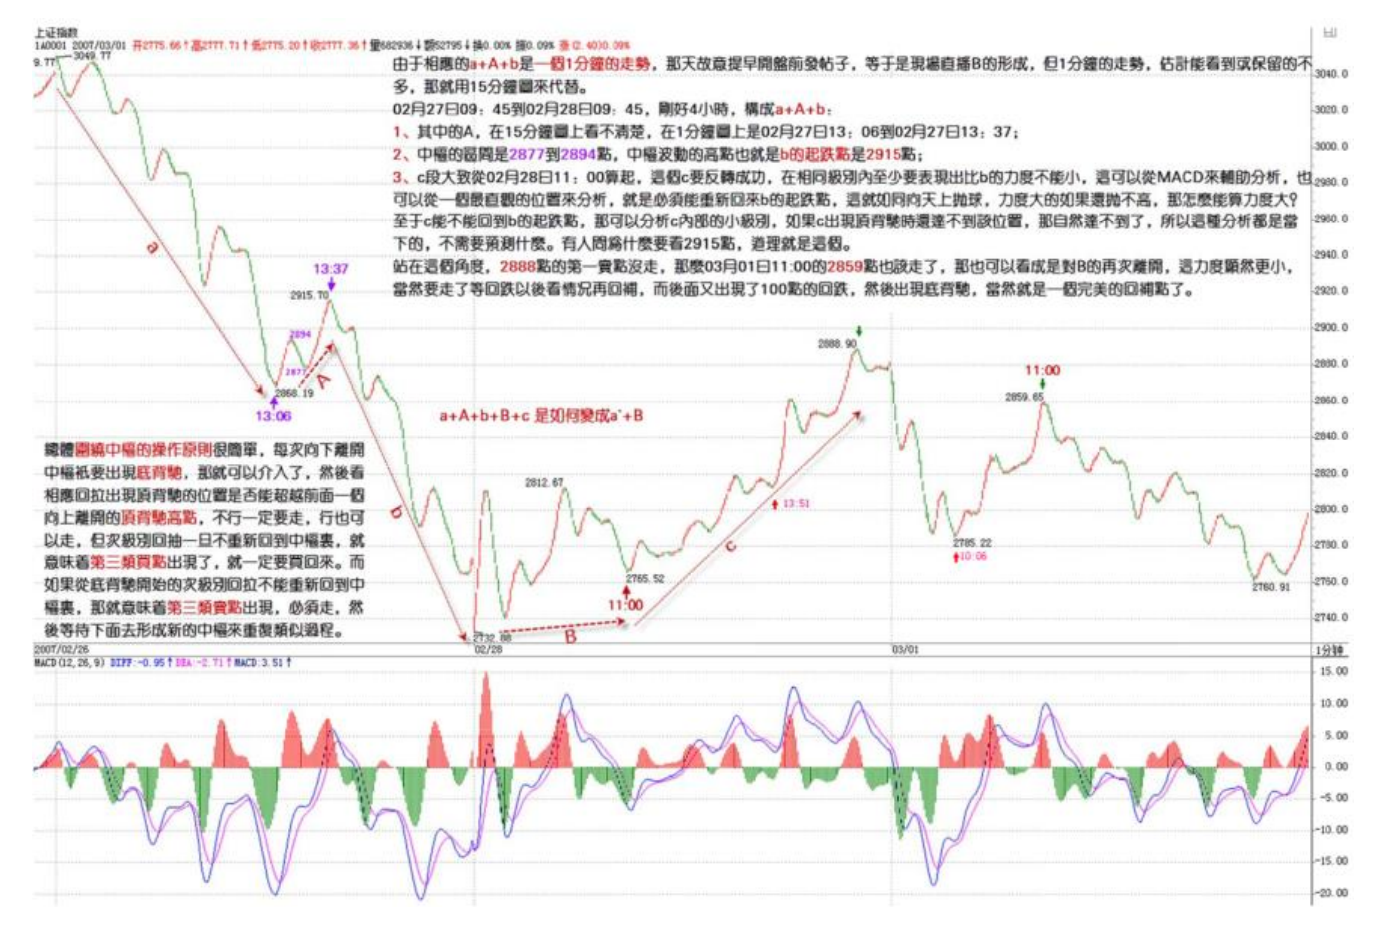 上证指数
1A0001 2007/03/01 开2775.66↑高2777.71↑低2775.20↑收2777.36↑量682936↓额52795↓换0.00% 振0.09% 涨(2.40)0.09%
9.77
3049.77
由于相應的a+A+b是一個1分鐘的走勢，那天故意提早開盤前發帖子，等于是現場直播B的形成，但1分鐘的走勢，估計能看到或保留的不
多，那就用15分鐘圖來代替。
02月27日09：45到02月28日09：45，剛好4小時，構成a+A+b：
1、其中的A，在15分鐘圖上看不清楚，在1分鐘圖上是02月27日13：06到02月27日13：37；
2、中樞的區間是2877到2894點，中樞波動的高點也就是b的起跌點是2915點；
3、c段大致從02月28日11：00算起，這個c要反轉成功，在相同級別內至少要表現出比b的力度不能小，這可以從MACD來輔助分析，也
可以從一個最直觀的位置來分析，就是必須能重新回來b的起跌點，這就如同向天上拋球，力度大的如果還拋不高，那怎麼能算力度大？
至于c能不能回到b的起跌點，那可以分析c內部的小級別，如果c出現頂背馳時還達不到該位置，那自然達不到了，所以這種分析都是當
下的，不需要預測什麼。有人問爲什麼要看2915點，道理就是這個。
站在這個角度，2888點的第一賣點沒走，那麼03月01日11:00的2859點也該走了，那也可以看成是對B的再次離開，這力度顯然更小，
當然要走了等回跌以後看情況再回補，而後面又出現了100點的回跌，然後出現底背馳，當然就是一個完美的回補點了。
3040.0
3020.0
3000.0
2980.0
2960.0
2940.0
2920.0
2900.0
2880.0
2860.0
2840.0
2820.0
2800.0
2780.0
2760.0
2740.0
a
13:37
2915.70
2894
2877
A
2868.19
13:06
2888.90
11:00
2859.65
a+A+b+B+c 是如何變成a'+B
總體圍繞中樞的操作原則很簡單，每次向下離開
中樞衹要出現底背馳，那就可以介入了，然後看
相應回拉出現頂背馳的位置是否能超越前面一個
向上離開的頂背馳高點，不行一定要走，行也可
以走，但次級別回抽一旦不重新回到中樞裏，就
意味着第三類買點出現了，就一定要買回來。而
如果從底背馳開始的次級別回拉不能重新回到中
樞裏，那就意味着第三類賣點出現，必須走，然
後等待下面去形成新的中樞來重復類似過程。
b
2812.67
13:51
c
2785.22
10:06
2765.52
11:00
2760.91
2732.88
B
2007/02/26
02/28
03/01
1分钟
MACD(12,26,9) DIFF:-0.95↑ DEA:-2.71↑ MACD:3.51↑
15.00
10.00
5.00
0.00
-5.00
-10.00
-15.00
-20.00